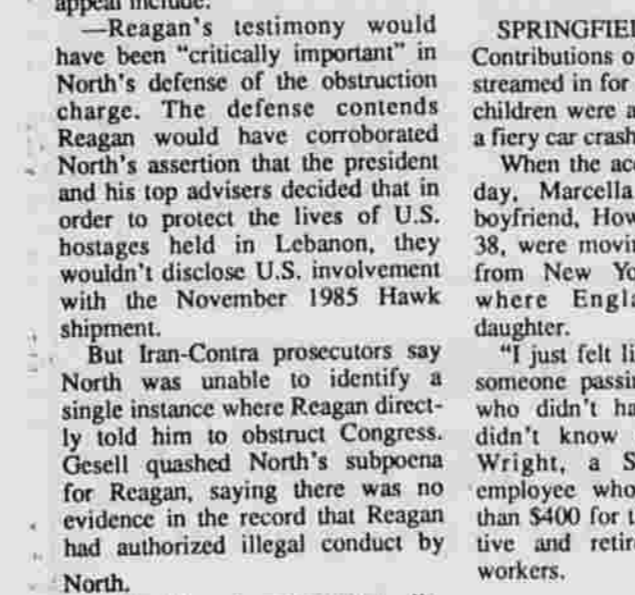 appeal include:
—Reagan's testimony would
have been “critically important” in
North's defense of the obstruction
charge. The defense contends
Reagan would have corroborated
North's assertion that the president
and his top advisers decided that in
order to protect the lives of U.S.
hostages held in Lebanon, they
wouldn't disclose U.S. involvement
with the November 1985 Hawk
shipment.
But Iran-Contra prosecutors say
North was unable to identify a
single instance where Reagan direct-
ly told him to obstruct Congress.
Gesell quashed North's subpoena
for Reagan, saying there was no
evidence in the record that Reagan
had authorized illegal conduct by
North.
SPRINGFIEL
Contributions o
streamed in for
children were a
a fiery car crash
When the acc
day, Marcella
boyfriend, How
38, were movin
from New Yo
where Engla
daughter.
“I just felt li
someone passin
who didn't ha
didn't know
Wright, a S
employee who
than $400 for t
tive and retir
workers.